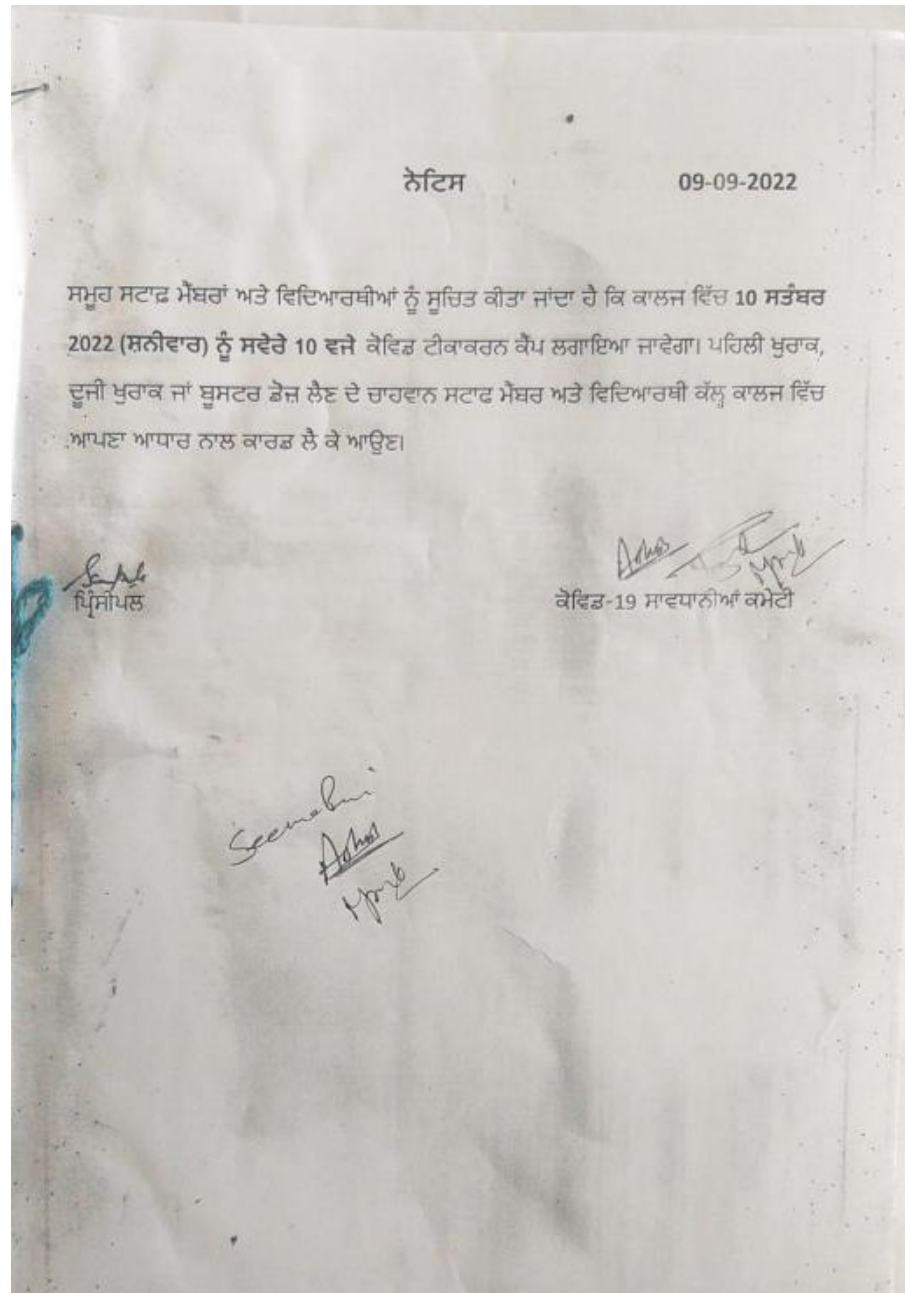 ਨੋਟਿਸ 09-09-2022
ਸਮੂਹ ਸਟਾਫ਼ ਮੈਂਬਰਾਂ ਅਤੇ ਵਿਦਿਆਰਥੀਆਂ ਨੂੰ ਸੂਚਿਤ ਕੀਤਾ ਜਾਂਦਾ ਹੈ ਕਿ ਕਾਲਜ ਵਿੱਚ 10 ਸਤੰਬਰ
2022 (ਸ਼ਨੀਵਾਰ) ਨੂੰ ਸਵੇਰੇ 10 ਵਜੇ ਕੋਵਿਡ ਟੀਕਾਕਰਨ ਕੈਂਪ ਲਗਾਇਆ ਜਾਵੇਗਾ। ਪਹਿਲੀ ਖੁਰਾਕ,
ਦੂਜੀ ਖੁਰਾਕ ਜਾਂ ਬੂਸਟਰ ਡੋਜ਼ ਲੈਣ ਦੇ ਚਾਹਵਾਨ ਸਟਾਫ ਮੈਂਬਰ ਅਤੇ ਵਿਦਿਆਰਥੀ ਕੱਲ੍ਹ ਕਾਲਜ ਵਿੱਚ
ਆਪਣਾ ਆਧਾਰ ਨਾਲ ਕਾਰਡ ਲੈ ਕੇ ਆਉਣ।
ਪ੍ਰਿੰਸੀਪਲ ਕੋਵਿਡ-19 ਸਾਵਧਾਨੀਆਂ ਕਮੇਟੀ